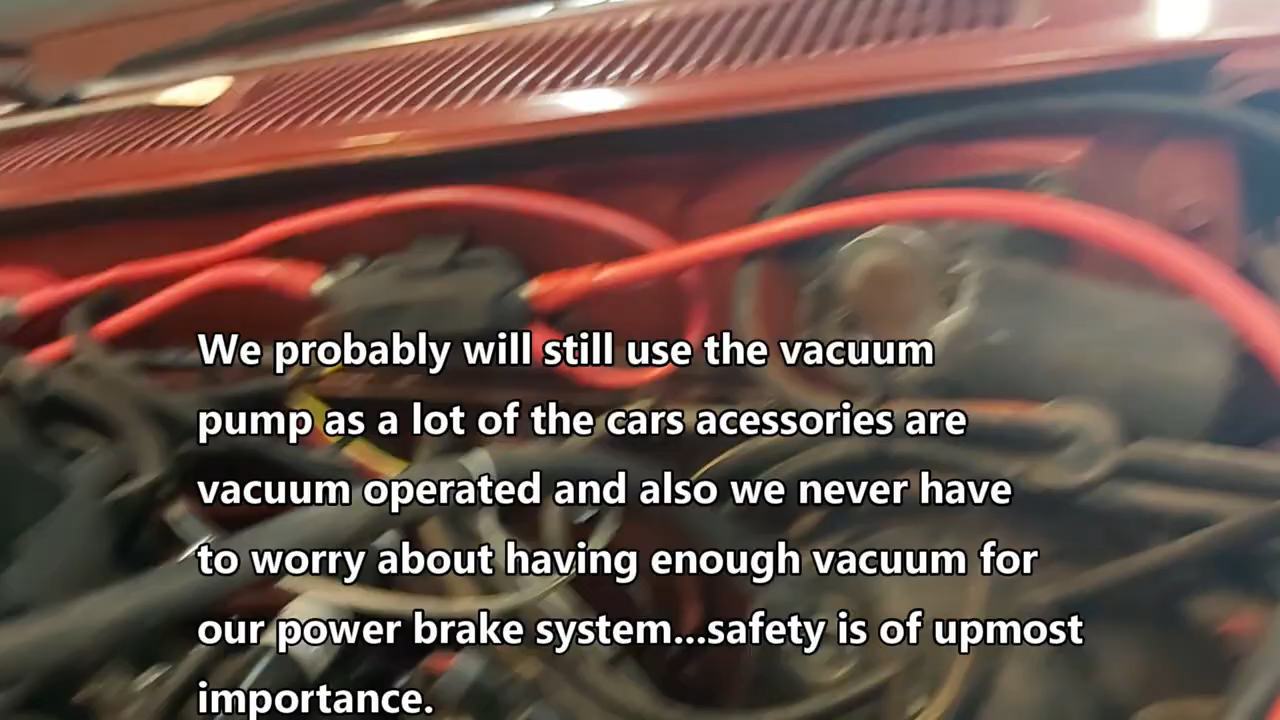 We probably will still use the vacuum
pump as a lot of the cars acessories are
vacuum operated and also we never have
to worry about having enough vacuum for
our power brake system...safety is of upmost
importance.